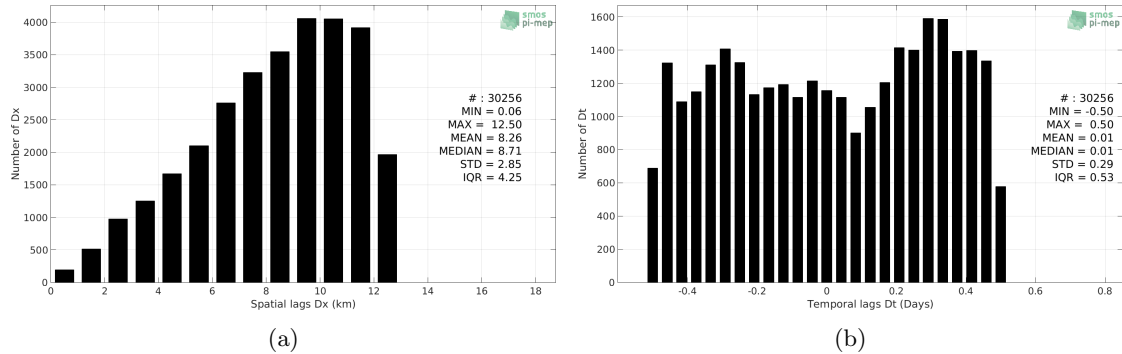 smos
pi-mep
4000
3500
3000
2500
2000
1500
1000
500
0
Number of Dx
# : 30256
MIN = 0.06
MAX = 12.50
MEAN = 8.26
MEDIAN = 8.71
STD = 2.85
IQR = 4.25
0 2 4 6 8 10 12 14 16 18
Spatial lags Dx (km)
(a)
smos
pi-mep
1600
1400
1200
1000
800
600
400
200
0
Number of Dt
# : 30256
MIN = -0.50
MAX = 0.50
MEAN = 0.01
MEDIAN = 0.01
STD = 0.29
IQR = 0.53
-0.4 -0.2 0 0.2 0.4 0.6 0.8
Temporal lags Dt (Days)
(b)